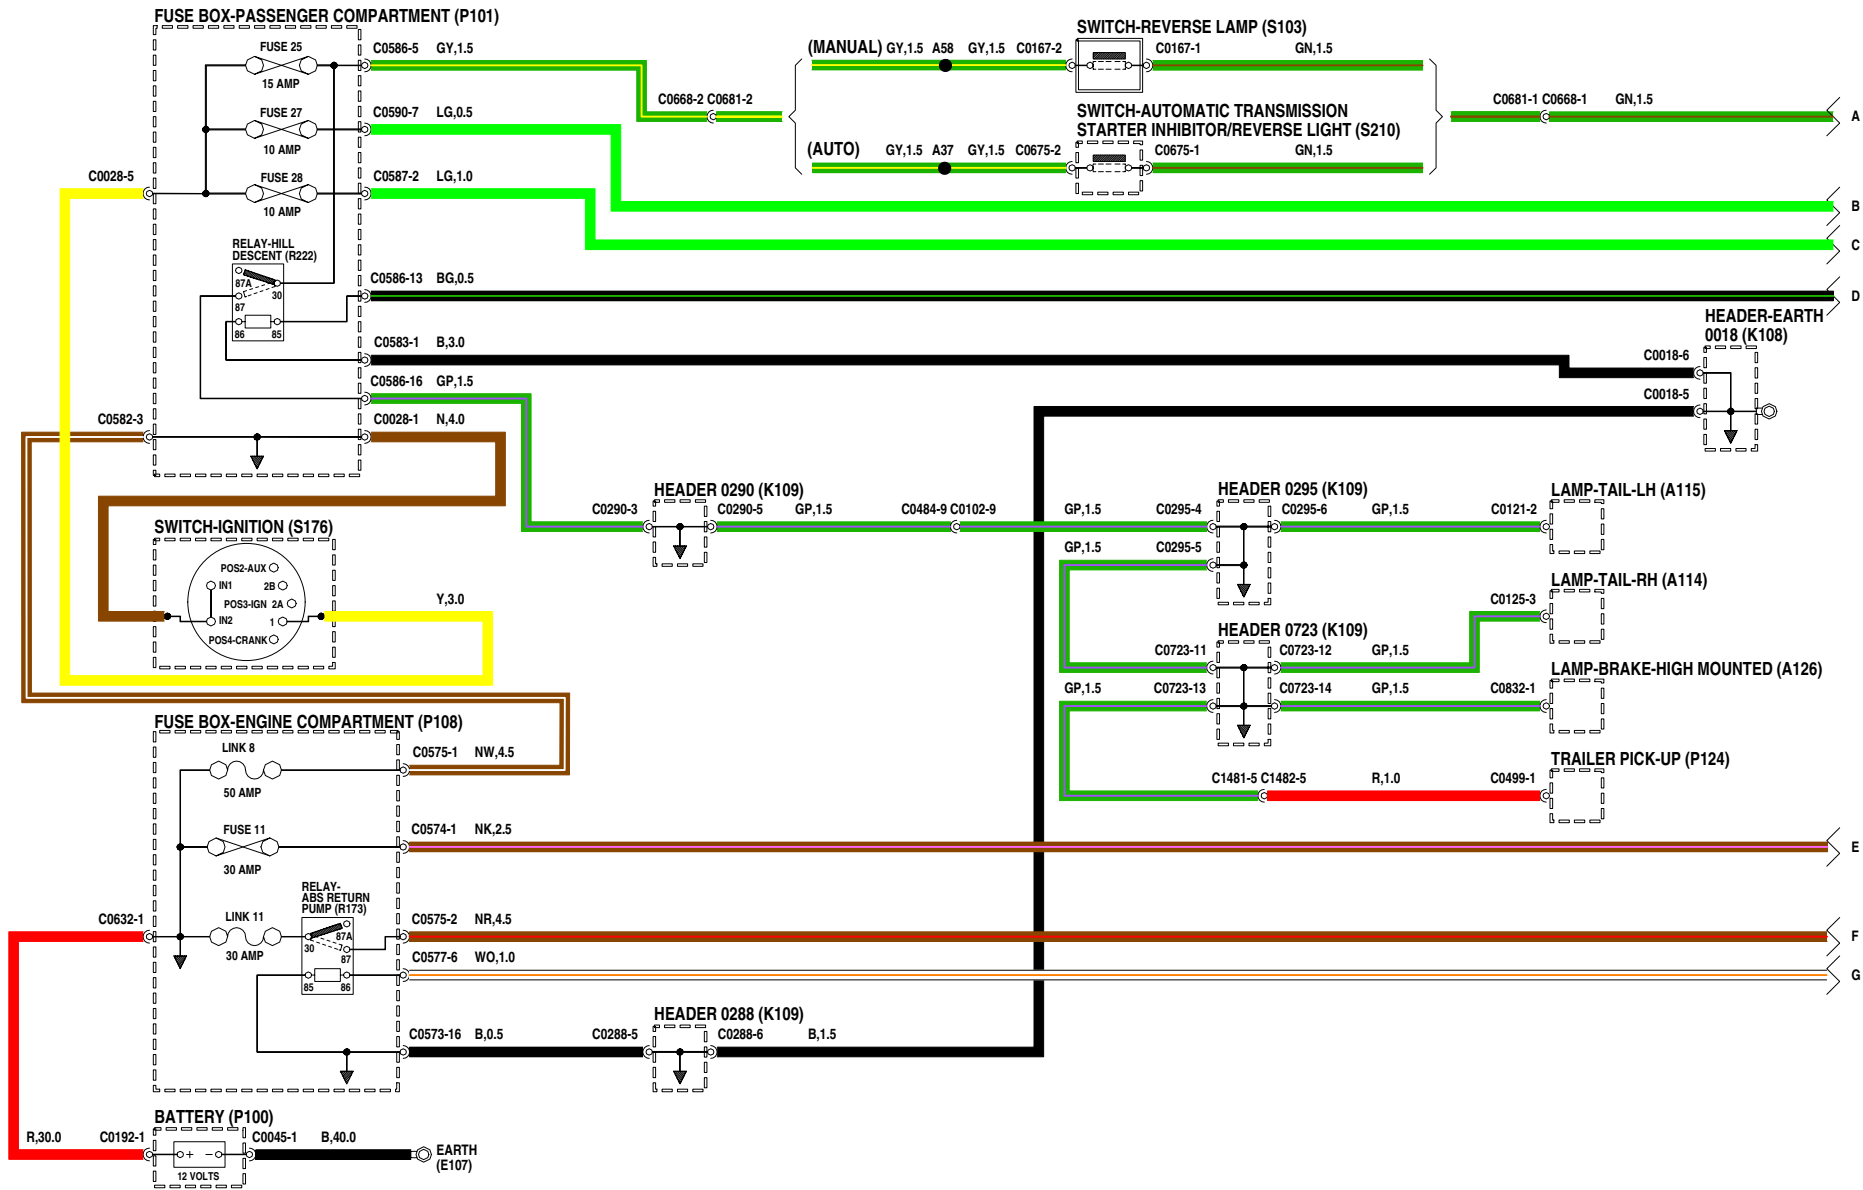 FUSE BOX-PASSENGER COMPARTMENT (P101)
FUSE 25
15 AMP
C0586-5 GY,1.5
FUSE 27
10 AMP
C0590-7 LG,0.5
FUSE 28
10 AMP
C0587-2 LG,1.0
C0028-5
RELAY-HILL
DESCENT (R222)
87A
30
87
86 85
C0586-13 BG,0.5
C0583-1 B,3.0
C0586-16 GP,1.5
C0582-3
C0028-1 N,4.0
C0668-2 C0681-2
(MANUAL) GY,1.5 A58 GY,1.5 C0167-2
SWITCH-REVERSE LAMP (S103)
C0167-1 GN,1.5
SWITCH-AUTOMATIC TRANSMISSION
STARTER INHIBITOR/REVERSE LIGHT (S210)
(AUTO) GY,1.5 A37 GY,1.5 C0675-2
C0675-1 GN,1.5
C0681-1 C0668-1 GN,1.5
A
B
C
D
HEADER-EARTH
0018 (K108)
C0018-6
C0018-5
SWITCH-IGNITION (S176)
POS2-AUX
IN1
2B
POS3-IGN 2A
IN2
1
POS4-CRANK
Y,3.0
HEADER 0290 (K109)
C0290-3
C0290-5 GP,1.5
C0484-9 C0102-9
GP,1.5
HEADER 0295 (K109)
C0295-4
C0295-6 GP,1.5
C0121-2
LAMP-TAIL-LH (A115)
GP,1.5 C0295-5
LAMP-TAIL-RH (A114)
C0125-3
HEADER 0723 (K109)
C0723-11
C0723-12 GP,1.5
LAMP-BRAKE-HIGH MOUNTED (A126)
GP,1.5 C0723-13
C0723-14 GP,1.5
C0832-1
TRAILER PICK-UP (P124)
C1481-5 C1482-5
R,1.0
C0499-1
FUSE BOX-ENGINE COMPARTMENT (P108)
LINK 8
50 AMP
C0575-1 NW,4.5
FUSE 11
30 AMP
C0574-1 NK,2.5
E
RELAY-
ABS RETURN
PUMP (R173)
C0632-1
LINK 11
30 AMP
87A
30
87
85 86
C0575-2 NR,4.5
F
C0577-6 WO,1.0
G
C0573-16 B,0.5
C0288-5
HEADER 0288 (K109)
C0288-6 B,1.5
BATTERY (P100)
R,30.0
C0192-1
+ −
12 VOLTS
C0045-1 B,40.0
EARTH
(E107)